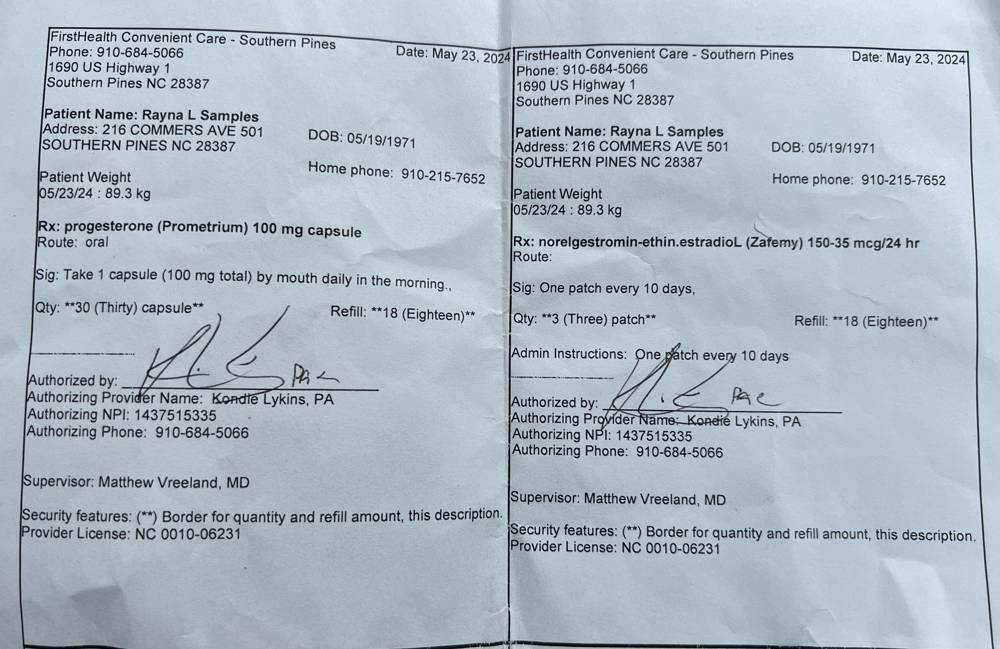 FirstHealth Convenient Care - Southern Pines
Date: May 23, 2024
Phone: 910-684-5066
1690 US Highway 1
Southern Pines NC 28387
Patient Name: Rayna L Samples
Address: 216 COMMERS AVE 501
DOB: 05/19/1971
SOUTHERN PINES NC 28387
Home phone: 910-215-7652
Patient Weight
05/23/24 : 89.3 kg
Rx: progesterone (Prometrium) 100 mg capsule
Route: oral
Sig: Take 1 capsule (100 mg total) by mouth daily in the morning.,
Qty: **30 (Thirty) capsule**
Refill: **18 (Eighteen)**
Authorized by:
Authorizing Provider Name: Kondie Lykins, PA
Authorizing NPI: 1437515335
Authorizing Phone: 910-684-5066
Supervisor: Matthew Vreeland, MD
Security features: (**) Border for quantity and refill amount, this description.
Provider License: NC 0010-06231
FirstHealth Convenient Care - Southern Pines
Date: May 23, 2024
Phone: 910-684-5066
1690 US Highway 1
Southern Pines NC 28387
Patient Name: Rayna L Samples
Address: 216 COMMERS AVE 501
DOB: 05/19/1971
SOUTHERN PINES NC 28387
Home phone: 910-215-7652
Patient Weight
05/23/24 : 89.3 kg
Rx: norelgestromin-ethin.estradioL (Zafemy) 150-35 mcg/24 hr
Route:
Sig: One patch every 10 days,
Qty: **3 (Three) patch**
Refill: **18 (Eighteen)**
Admin Instructions: One patch every 10 days
Authorized by:
Authorizing Provider Name: Kondie Lykins, PA
Authorizing NPI: 1437515335
Authorizing Phone: 910-684-5066
Supervisor: Matthew Vreeland, MD
Security features: (**) Border for quantity and refill amount, this description.
Provider License: NC 0010-06231